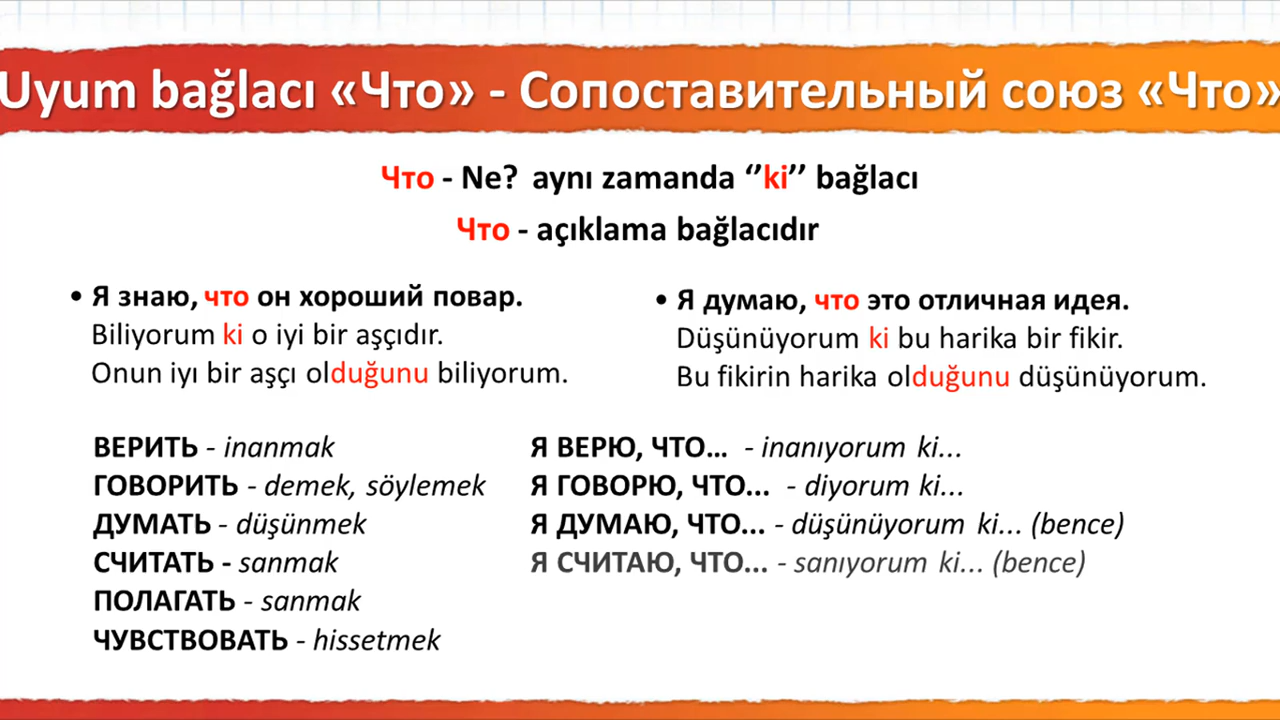 Uyum bağlacı «Что» - Сопоставительный союз «Что»
Что - Ne? aynı zamanda ‘’ki’’ bağlacı
Что - açıklama bağlacıdır
• Я знаю, что он хороший повар.
Biliyorum ki o iyi bir aşçıdır.
Onun iyı bir aşçı olduğunu biliyorum.
• Я думаю, что это отличная идея.
Düşünüyorum ki bu harika bir fikir.
Bu fikirin harika olduğunu düşünüyorum.
ВЕРИТЬ - inanmak
ГОВОРИТЬ - demek, söylemek
ДУМАТЬ - düşünmek
СЧИТАТЬ - sanmak
ПОЛАГАТЬ - sanmak
ЧУВСТВОВАТЬ - hissetmek
Я ВЕРЮ, ЧТО... - inanıyorum ki...
Я ГОВОРЮ, ЧТО... - diyorum ki...
Я ДУМАЮ, ЧТО... - düşünüyorum ki... (bence)
Я СЧИТАЮ, ЧТО... - sanıyorum ki... (bence)